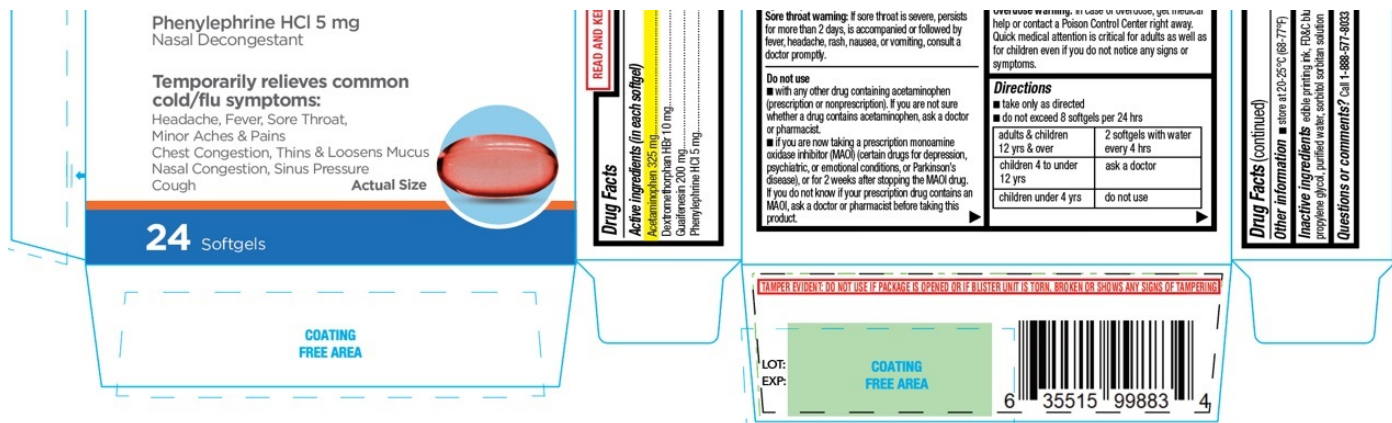 Phenylephrine HCl 5 mg
Nasal Decongestant
Temporarily relieves common
cold/flu symptoms:
Headache, Fever, Sore Throat,
Minor Aches & Pains
Chest Congestion, Thins & Loosens Mucus
Nasal Congestion, Sinus Pressure
Cough
Actual Size
24 Softgels
COATING
FREE AREA
READ AND KE
Drug Facts
Active ingredients (in each softgel)
Acetaminophen 325 mg
Dextromethorphan HBr 10 mg
Guaifenesin 200 mg
Phenylephrine HCl 5 mg
Sore throat warning: If sore throat is severe, persists
for more than 2 days, is accompanied or followed by
fever, headache, rash, nausea, or vomiting, consult a
doctor promptly.
Do not use
■ with any other drug containing acetaminophen
(prescription or nonprescription). If you are not sure
whether a drug contains acetaminophen, ask a doctor
or pharmacist.
■ if you are now taking a prescription monoamine
oxidase inhibitor (MAOI) (certain drugs for depression,
psychiatric, or emotional conditions, or Parkinson's
disease), or for 2 weeks after stopping the MAOI drug.
If you do not know if your prescription drug contains an
MAOI, ask a doctor or pharmacist before taking this
product.
Overdose warning: In case of overdose, get medical
help or contact a Poison Control Center right away.
Quick medical attention is critical for adults as well as
for children even if you do not notice any signs or
symptoms.
Directions
■ take only as directed
■ do not exceed 8 softgels per 24 hrs
adults & children
12 yrs & over
2 softgels with water
every 4 hrs
children 4 to under
12 yrs
ask a doctor
children under 4 yrs
do not use
Drug Facts (continued)
Other information ■ store at 20-25°C (68-77°F)
Inactive ingredients edible printing ink, FD&C blu
propylene glycol, purified water, sorbitol sorbitan solution
Questions or comments? Call 1-888-577-8033
TAMPER EVIDENT: DO NOT USE IF PACKAGE IS OPENED OR IF BLISTER UNIT IS TORN, BROKEN OR SHOWS ANY SIGNS OF TAMPERING
LOT:
EXP:
COATING
FREE AREA
6 35515 99883 4